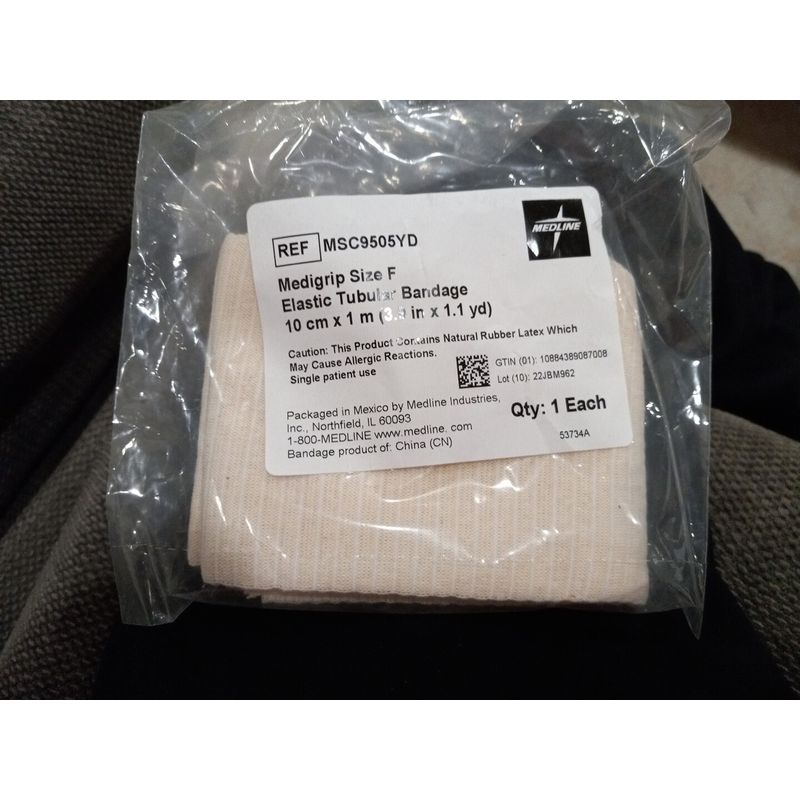 REF MSC9505YD
MEDLINE
Medigrip Size F
Elastic Tubular Bandage
10 cm x 1 m (3.9 in x 1.1 yd)
Caution: This Product Contains Natural Rubber Latex Which
May Cause Allergic Reactions.
Single patient use
GTIN (01): 10884389087008
Lot (10): 22JBM962
Packaged in Mexico by Medline Industries,
Inc., Northfield, IL 60093
1-800-MEDLINE www.medline. com
Bandage product of: China (CN)
Qty: 1 Each
53734A